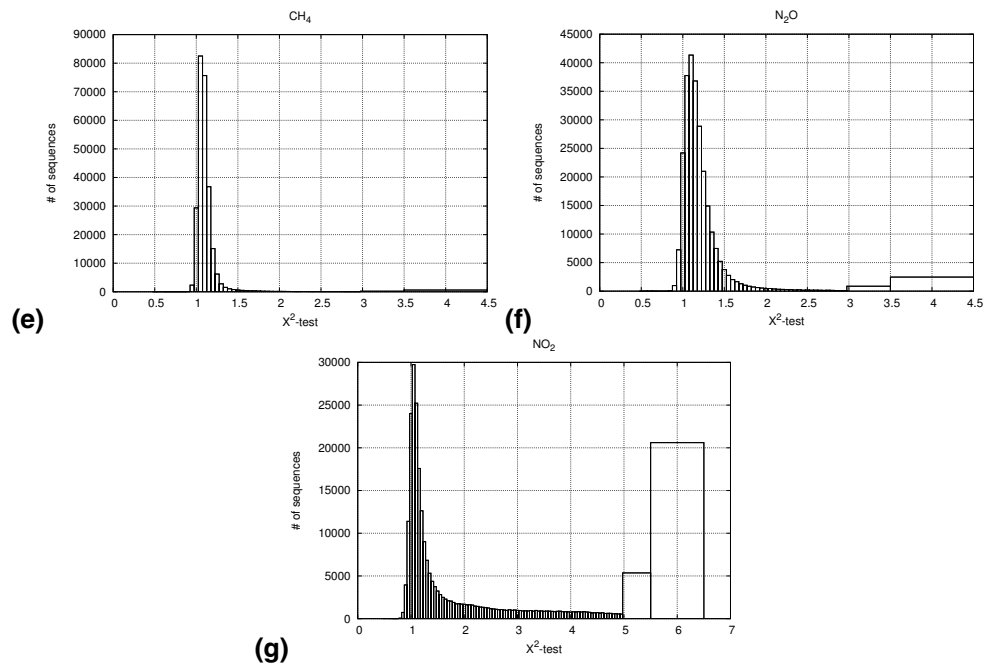 CH4
90000
80000
70000
60000
50000
40000
30000
20000
10000
0
# of sequences
0 0.5 1 1.5 2 2.5 3 3.5 4 4.5
X2-test
(e)
N2O
45000
40000
35000
30000
25000
20000
15000
10000
5000
0
# of sequences
0 0.5 1 1.5 2 2.5 3 3.5 4 4.5
X2-test
(f)
NO2
30000
25000
20000
15000
10000
5000
0
# of sequences
0 1 2 3 4 5 6 7
X2-test
(g)